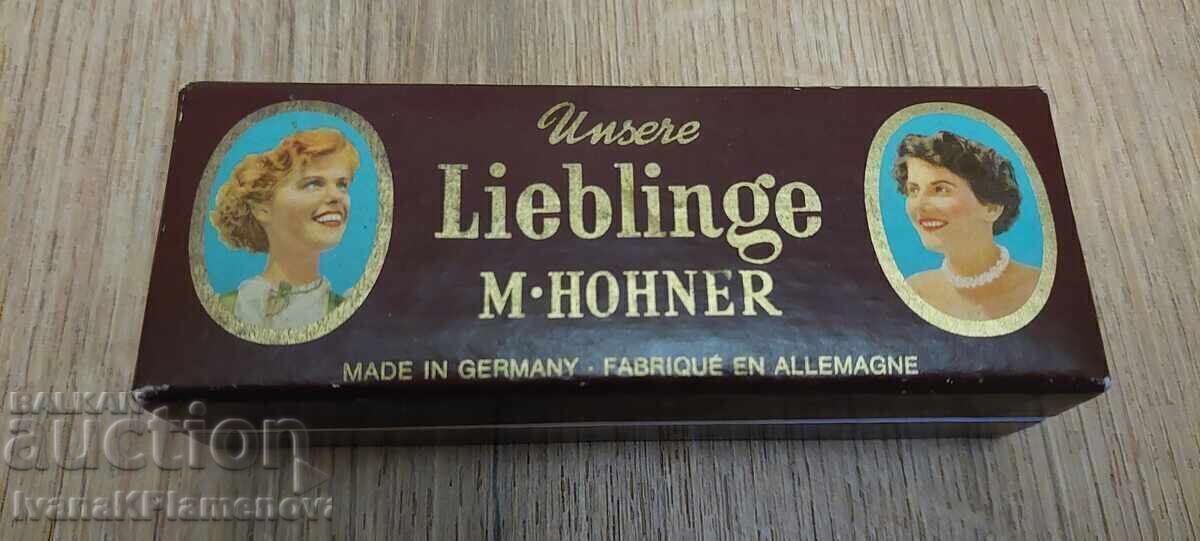 Unsere
Lieblinge
M·HOHNER
MADE IN GERMANY · FABRIQUÉ EN ALLEMAGNE
BALKAN
auction
IvanaKPlamenova